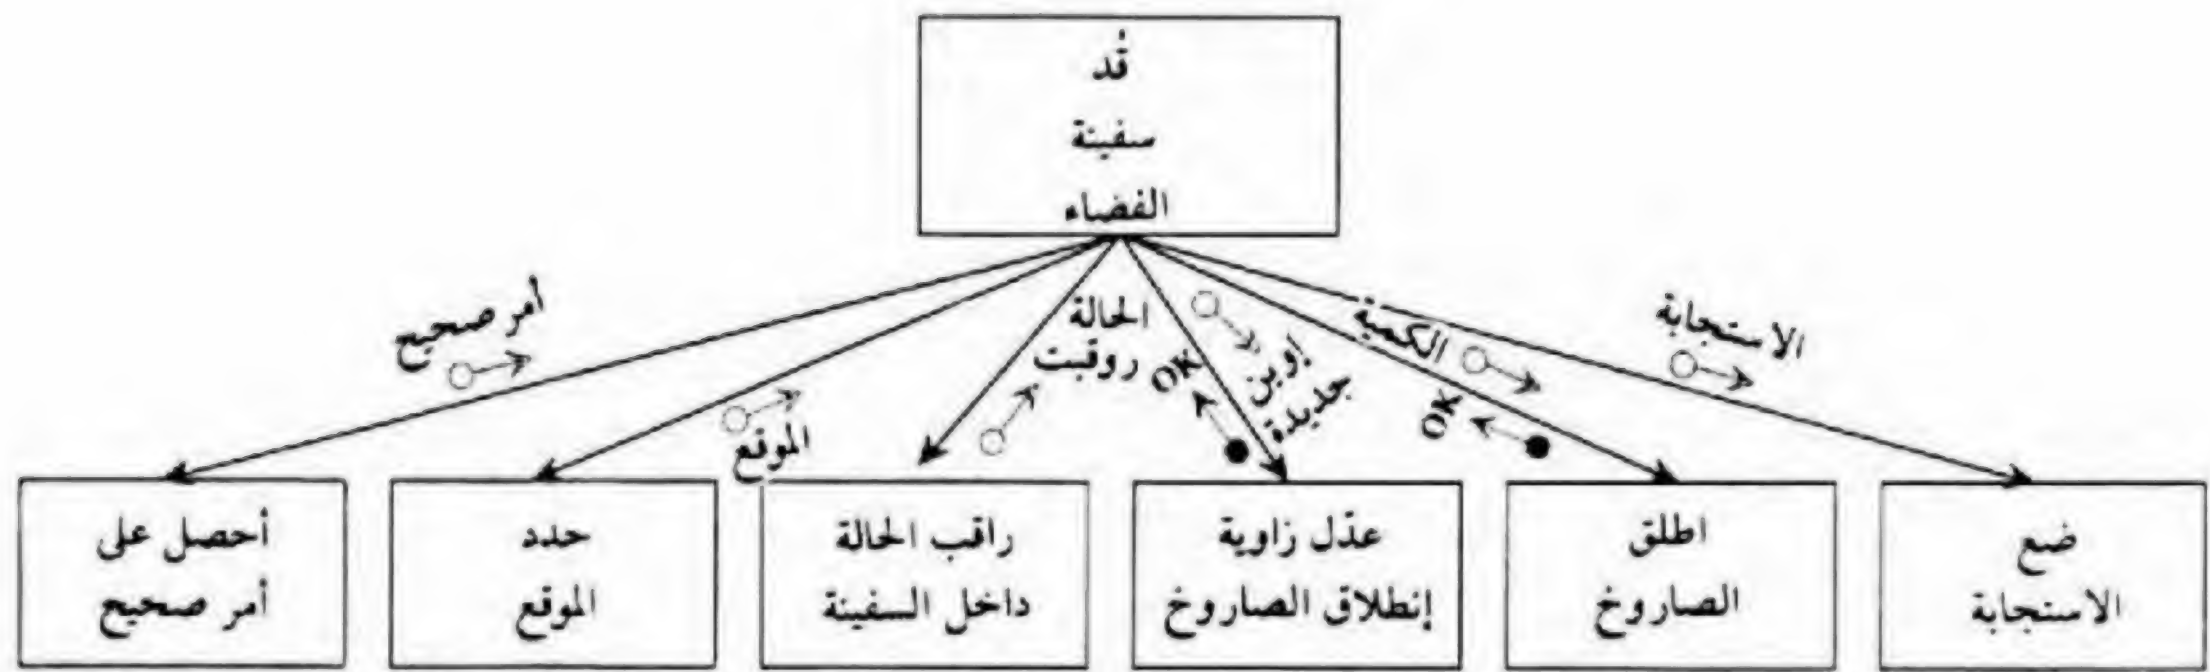 قُد
سفينة
الفضاء
أمر صحيح
الموقع
الحالة
روقبت
OK
جديدة
الكمية
OK
الاستجابة
أحصل على
أمر صحيح
حدد
الموقع
راقب الحالة
داخل السفينة
عدّل زاوية
إنطلاق الصاروخ
اطلق
الصاروخ
ضع
الاستجابة